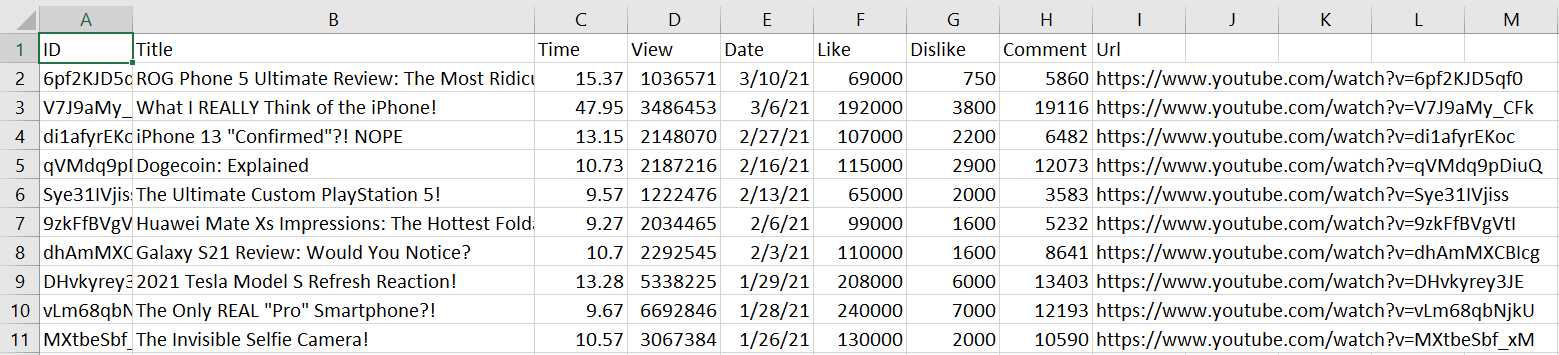 A B C D E F G H I J K L M
1 ID Title Time View Date Like Dislike Comment Url
2 6pf2KJD5q ROG Phone 5 Ultimate Review: The Most Ridicu 15.37 1036571 3/10/21 69000 750 5860 https://www.youtube.com/watch?v=6pf2KJD5qf0
3 V7J9aMy_ What I REALLY Think of the iPhone! 47.95 3486453 3/6/21 192000 3800 19116 https://www.youtube.com/watch?v=V7J9aMy_CFk
4 di1afyrEKo iPhone 13 "Confirmed"?! NOPE 13.15 2148070 2/27/21 107000 2200 6482 https://www.youtube.com/watch?v=di1afyrEKoc
5 qVMdq9pD Dogecoin: Explained 10.73 2187216 2/16/21 115000 2900 12073 https://www.youtube.com/watch?v=qVMdq9pDiuQ
6 Sye31IVjiss The Ultimate Custom PlayStation 5! 9.57 1222476 2/13/21 65000 2000 3583 https://www.youtube.com/watch?v=Sye31IVjiss
7 9zkFfBVgV Huawei Mate Xs Impressions: The Hottest Folda 9.27 2034465 2/6/21 99000 1600 5232 https://www.youtube.com/watch?v=9zkFfBVgVtI
8 dhAmMXC Galaxy S21 Review: Would You Notice? 10.7 2292545 2/3/21 110000 1600 8641 https://www.youtube.com/watch?v=dhAmMXCBIcg
9 DHvkyrey3 2021 Tesla Model S Refresh Reaction! 13.28 5338225 1/29/21 208000 6000 13403 https://www.youtube.com/watch?v=DHvkyrey3JE
10 vLm68qbN The Only REAL "Pro" Smartphone?! 9.67 6692846 1/28/21 240000 7000 12193 https://www.youtube.com/watch?v=vLm68qbNjkU
11 MXtbeSbf_ The Invisible Selfie Camera! 10.57 3067384 1/26/21 130000 2000 10590 https://www.youtube.com/watch?v=MXtbeSbf_xM